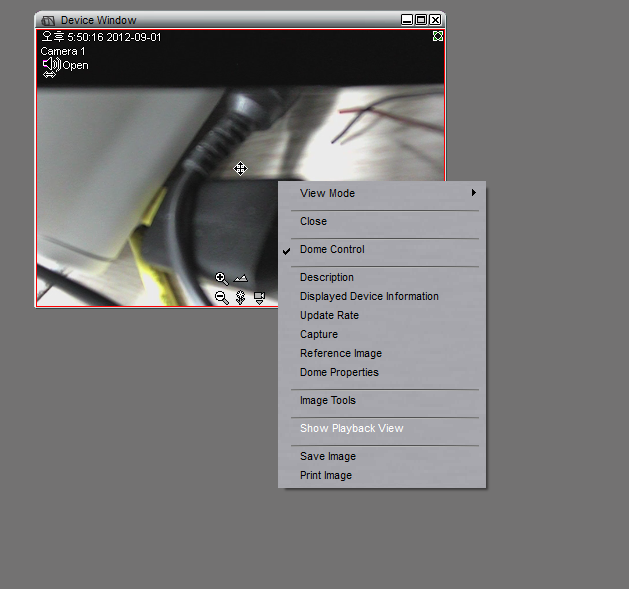 Device Window
오후 5:50:16 2012-09-01
Camera 1
Open
View Mode
Close
Dome Control
Description
Displayed Device Information
Update Rate
Capture
Reference Image
Dome Properties
Image Tools
Show Playback View
Save Image
Print Image